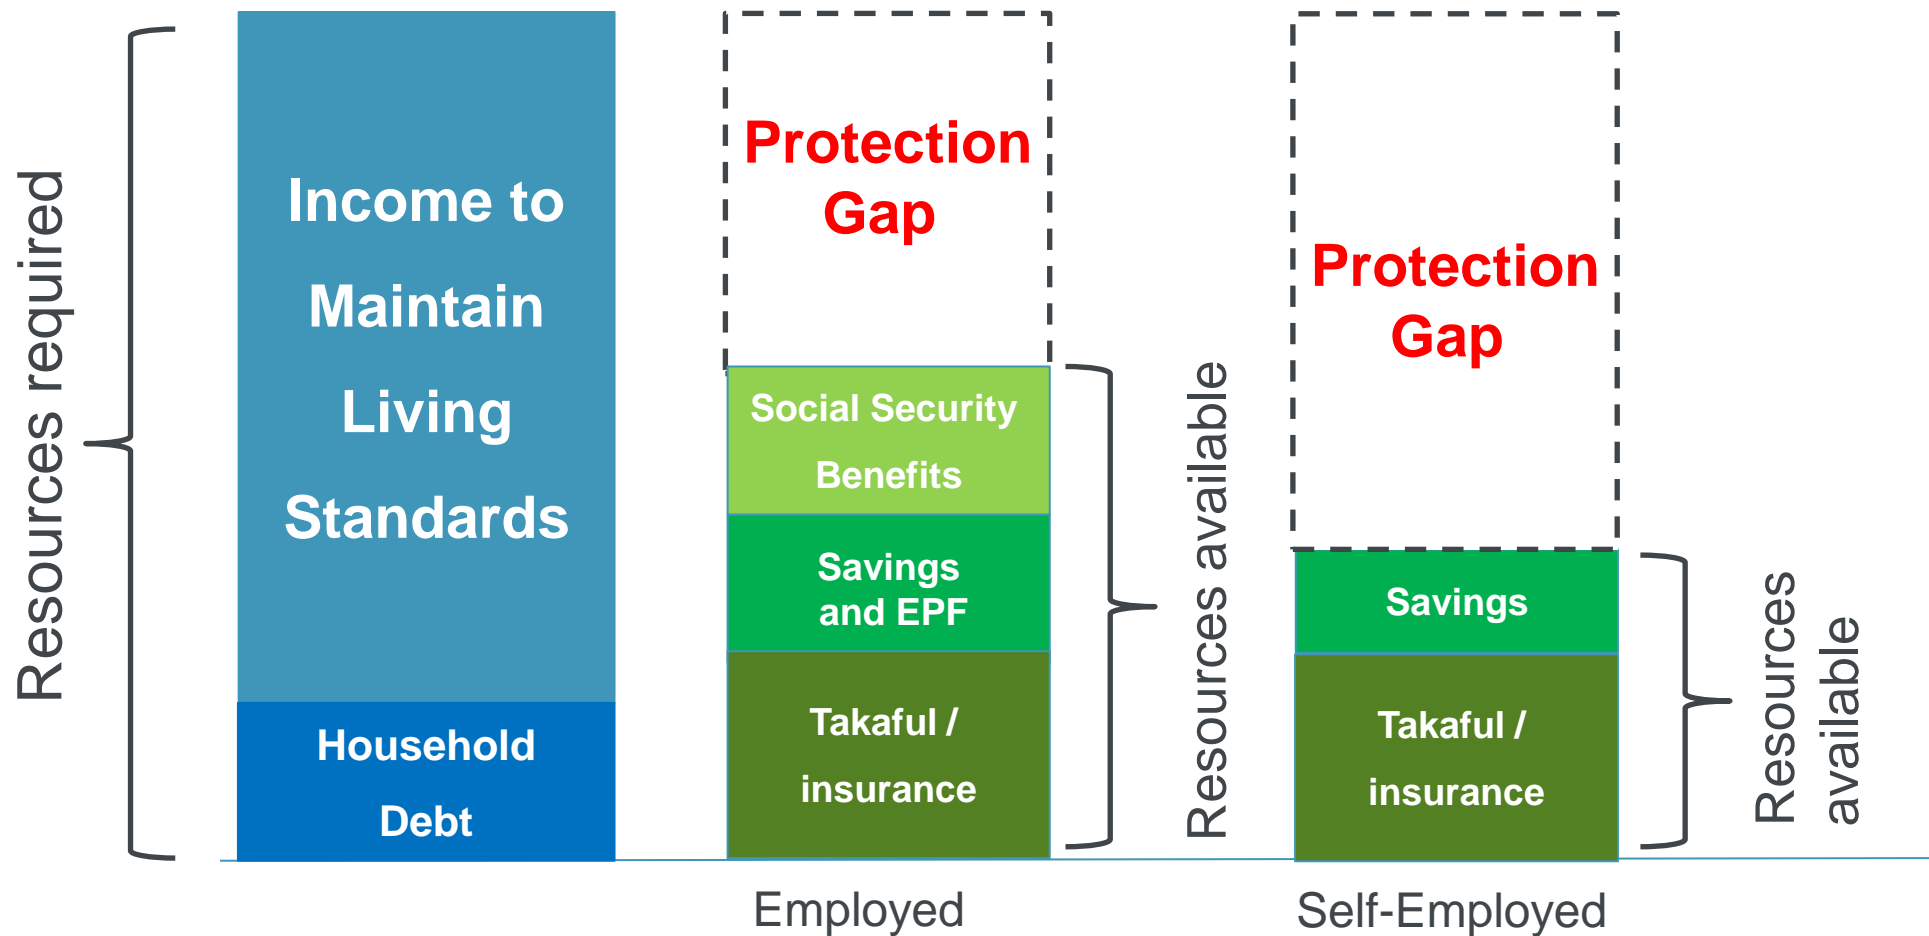 Resources required
Income to
Maintain
Living
Standards
Household
Debt
Protection
Gap
Social Security
Benefits
Savings
and EPF
Takaful /
insurance
Resources available
Employed
Protection
Gap
Savings
Takaful /
insurance
Resources
available
Self-Employed